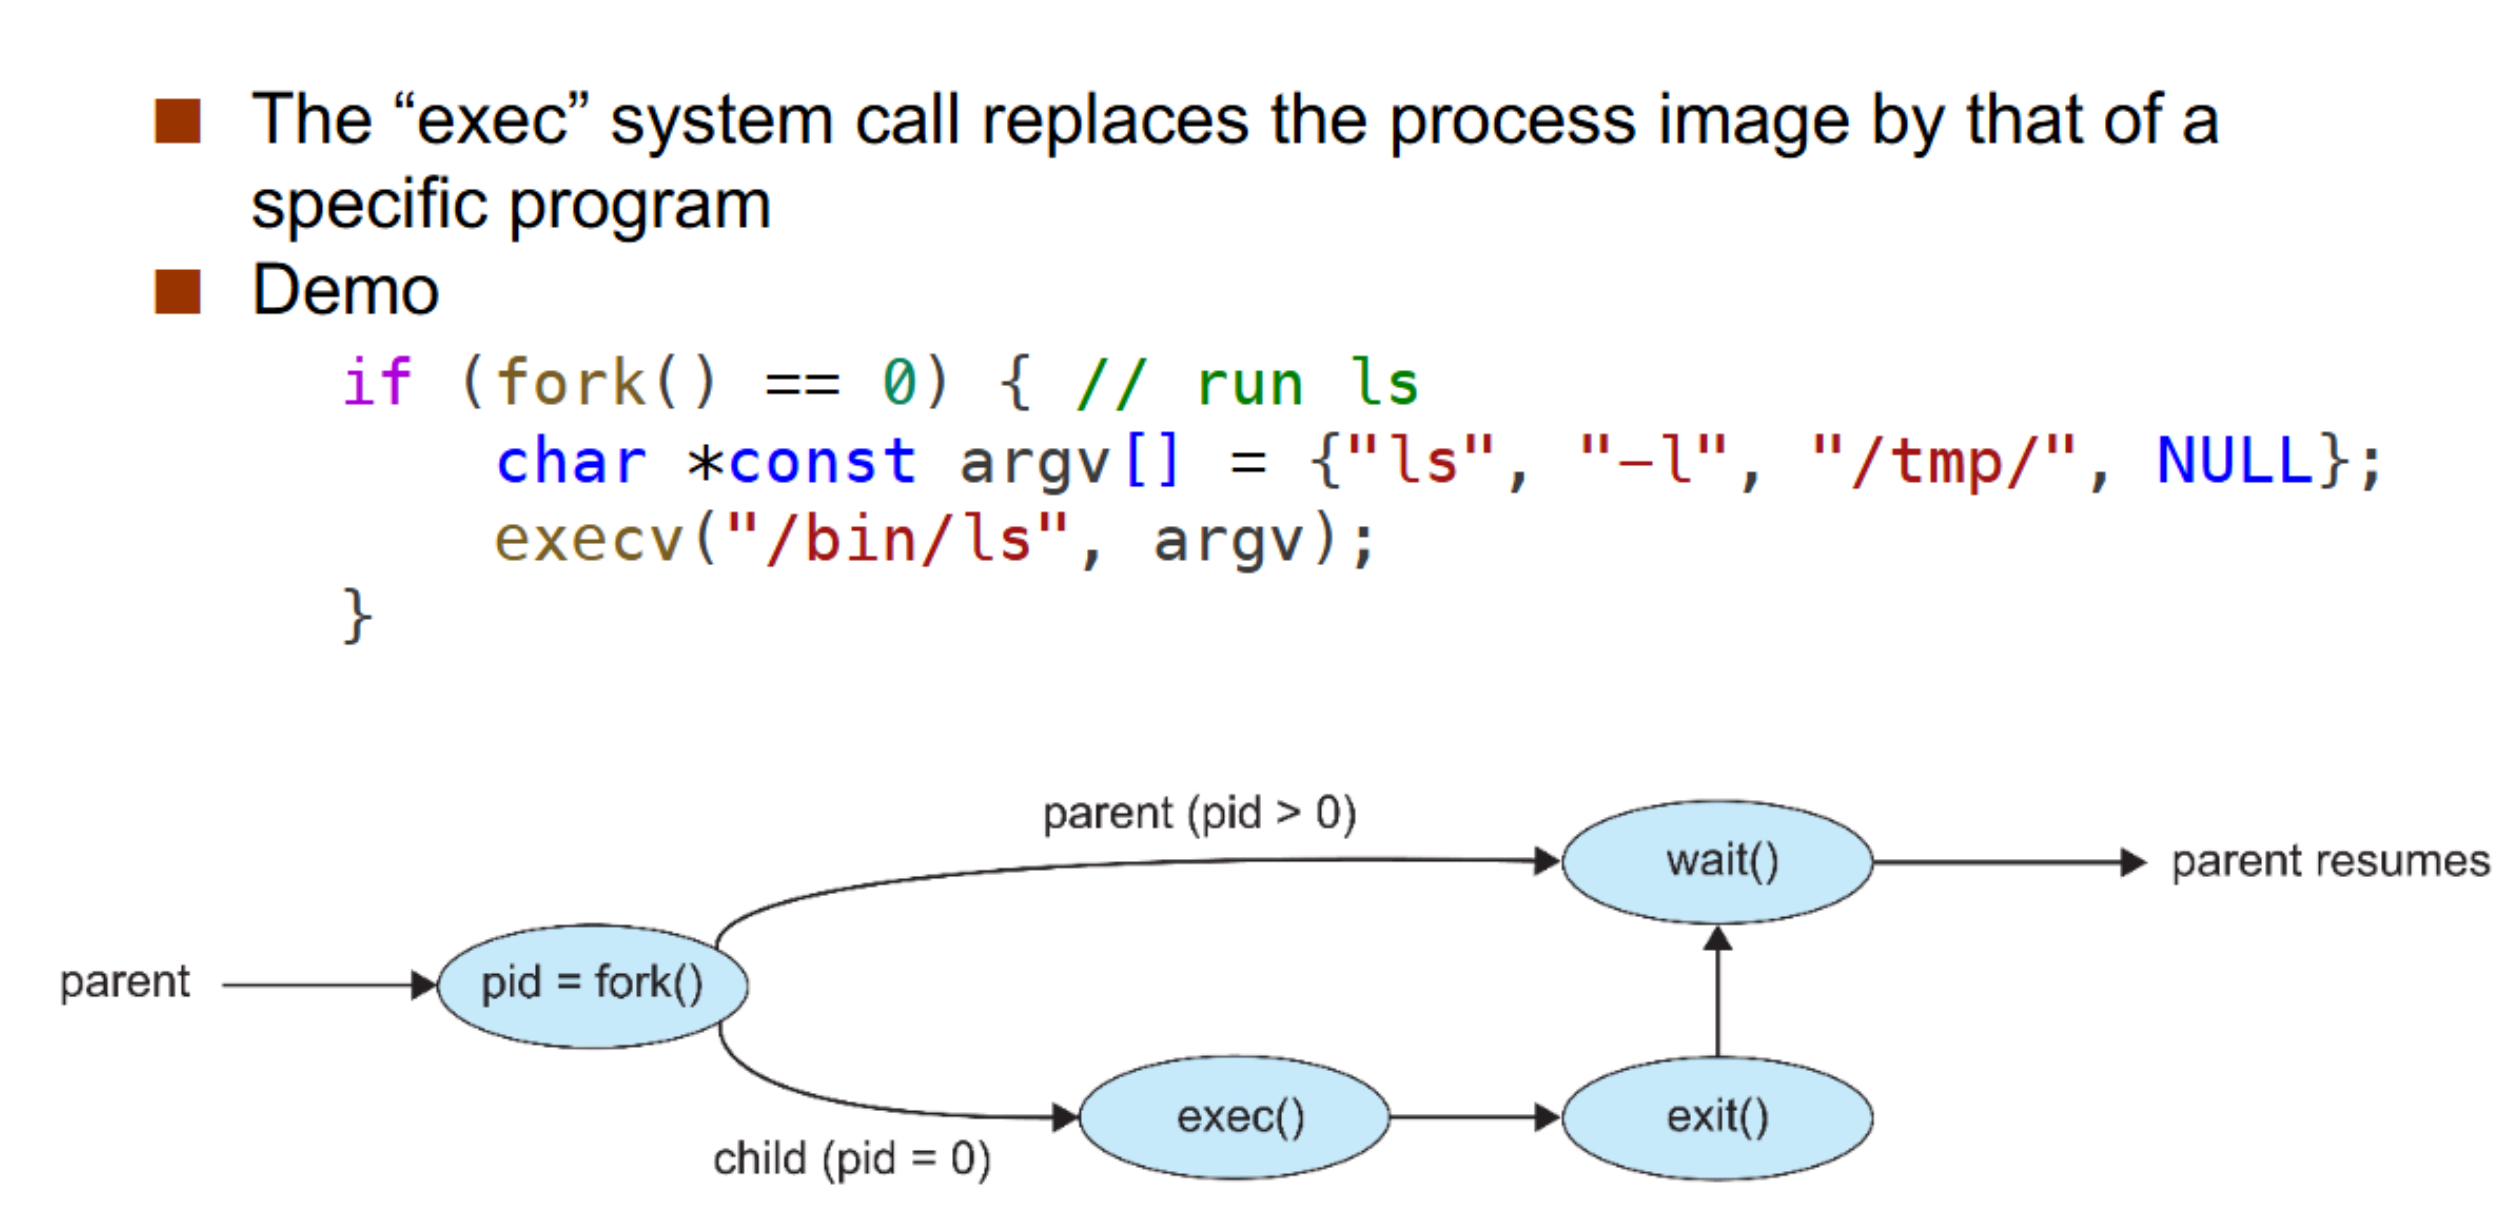 ■ The “exec” system call replaces the process image by that of a
specific program
■ Demo
if (fork() == 0) { // run ls
char *const argv[] = {"ls", "–l", "/tmp/", NULL};
execv("/bin/ls", argv);
}
parent (pid > 0)
wait()
parent resumes
parent
pid = fork()
exec()
exit()
child (pid = 0)